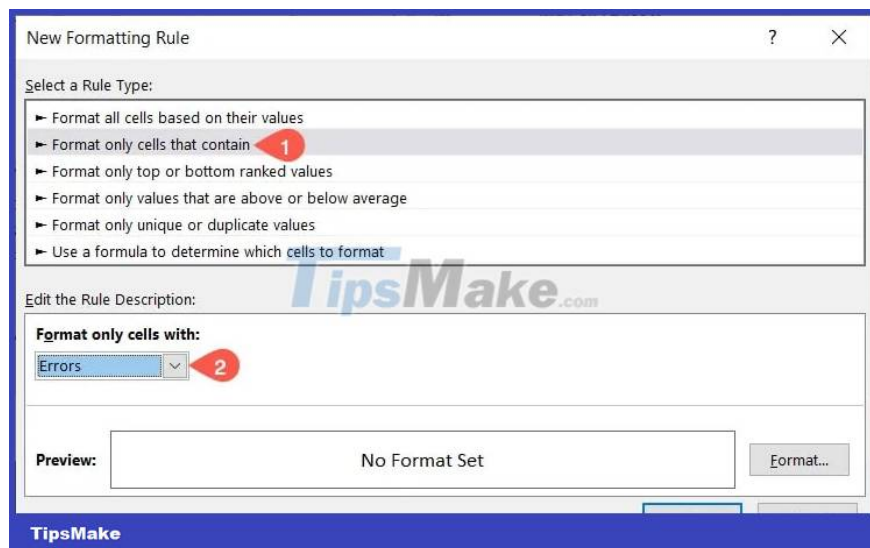 New Formatting Rule
?
Select a Rule Type:
► Format all cells based on their values
► Format only cells that contain
1
► Format only top or bottom ranked values
► Format only values that are above or below average
► Format only unique or duplicate values
► Use a formula to determine which cells to format
TipsMake.com
Edit the Rule Description:
Format only cells with:
Errors
2
Preview:
No Format Set
Format...
TipsMake